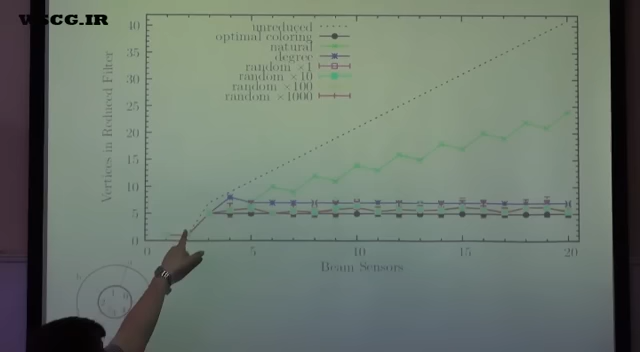 WSCG.IR
unreduced
optimal coloring
natural
degree
random ×1
random ×10
random ×100
random ×1000
Vertices in Reduced Filter
40
35
30
25
20
15
10
5
0
0 5 10 15 20
Beam Sensors